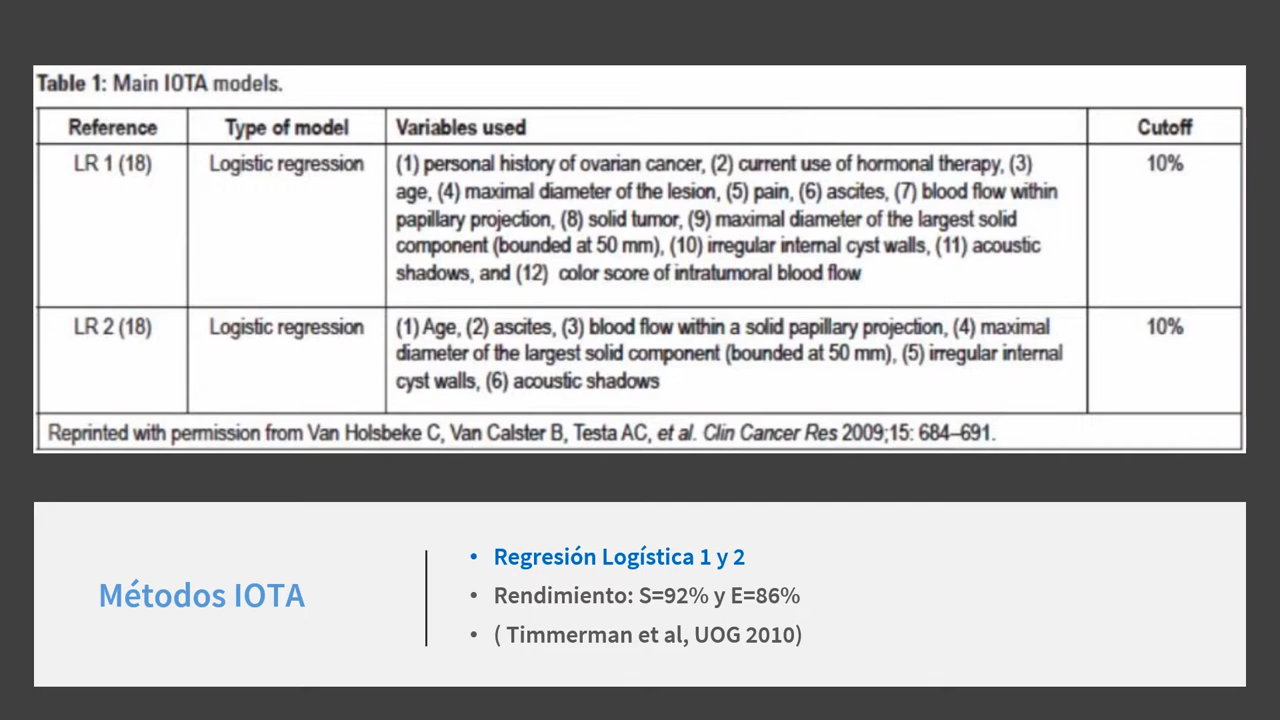 Table 1: Main IOTA models.
Reference Type of model Variables used Cutoff
LR 1 (18) Logistic regression (1) personal history of ovarian cancer, (2) current use of hormonal therapy, (3) 10%
age, (4) maximal diameter of the lesion, (5) pain, (6) ascites, (7) blood flow within
papillary projection, (8) solid tumor, (9) maximal diameter of the largest solid
component (bounded at 50 mm), (10) irregular internal cyst walls, (11) acoustic
shadows, and (12) color score of intratumoral blood flow
LR 2 (18) Logistic regression (1) Age, (2) ascites, (3) blood flow within a solid papillary projection, (4) maximal 10%
diameter of the largest solid component (bounded at 50 mm), (5) irregular internal
cyst walls, (6) acoustic shadows
Reprinted with permission from Van Holsbeke C, Van Calster B, Testa AC, et al. Clin Cancer Res 2009;15: 684–691.
Métodos IOTA
• Regresión Logística 1 y 2
• Rendimiento: S=92% y E=86%
• ( Timmerman et al, UOG 2010)